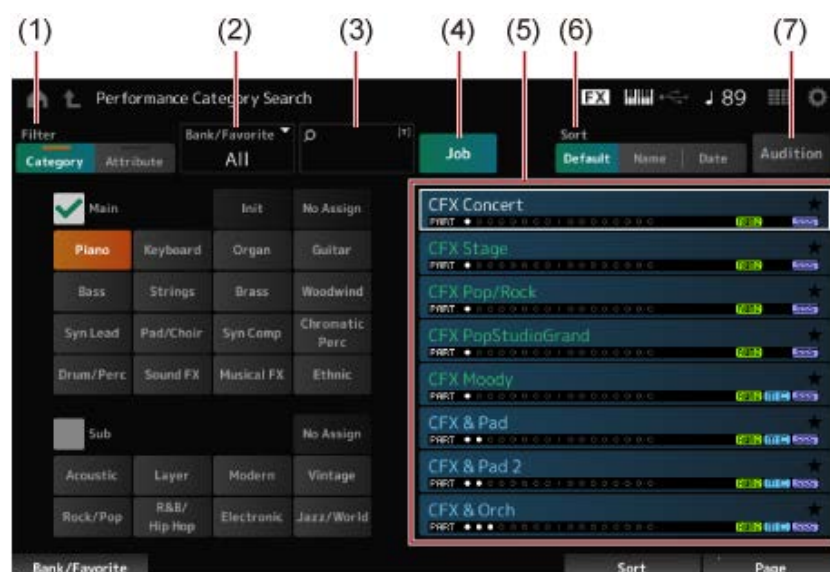 (1) (2) (3) (4) (5) (6) (7)
Performance Category Search FX 89
Filter Bank/Favorite Sort
Category Attribute All Job Default Name Date Audition
Main Init No Assign
Piano Keyboard Organ Guitar
Bass Strings Brass Woodwind
Syn Lead Pad/Choir Syn Comp Chromatic Perc
Drum/Perc Sound FX Musical FX Ethnic
Sub No Assign
Acoustic Layer Modern Vintage
Rock/Pop R&B/ Hip Hop Electronic Jazz/World
CFX Concert
PART
CFX Stage
PART
CFX Pop/Rock
PART
CFX PopStudioGrand
PART
CFX Moody
PART
CFX & Pad
PART
CFX & Pad 2
PART
CFX & Orch
PART
Bank/Favorite Sort Page